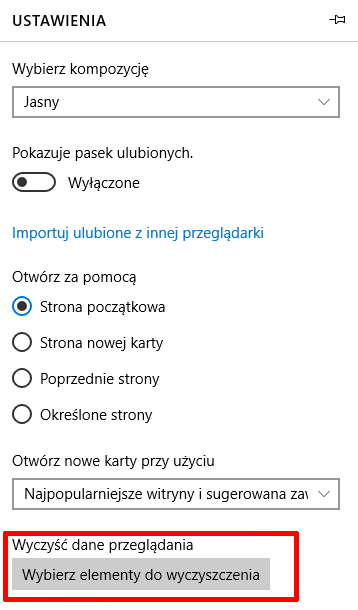 USTAWIENIA
Wybierz kompozycję
Jasny
Pokazuje pasek ulubionych.
Wyłączone
Importuj ulubione z innej przeglądarki
Otwórz za pomocą
Strona początkowa
Strona nowej karty
Poprzednie strony
Określone strony
Otwórz nowe karty przy użyciu
Najpopularniejsze witryny i sugerowana zaw
Wyczyść dane przeglądania
Wybierz elementy do wyczyszczenia